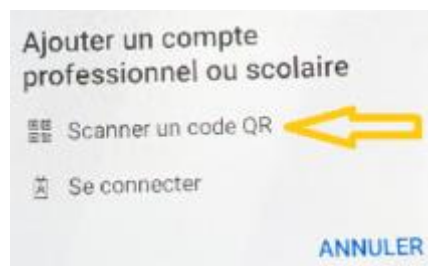 Ajouter un compte
professionnel ou scolaire
Scanner un code QR
Se connecter
ANNULER